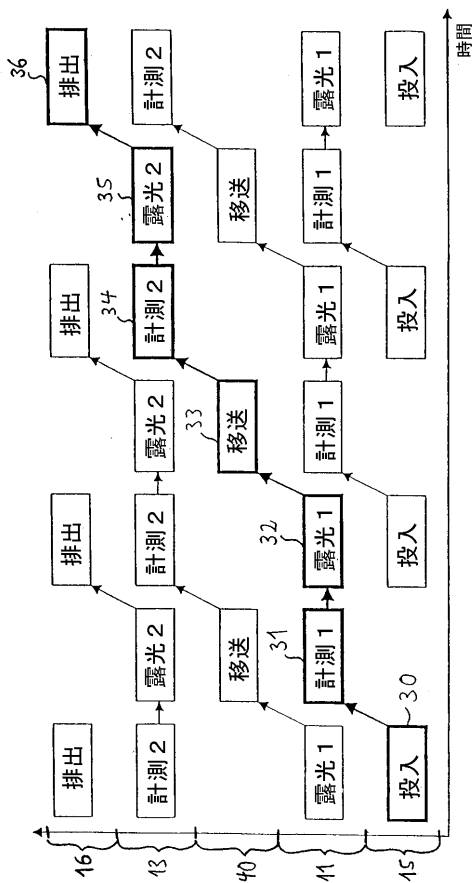 36
16
排出
排出
排出
排出
34
35
13
計測2
露光2
計測2
露光2
計測2
露光2
計測2
33
40
移送
移送
移送
31
32
11
露光1
計測1
露光1
計測1
露光1
計測1
露光1
15
投入
30
投入
投入
投入
時間